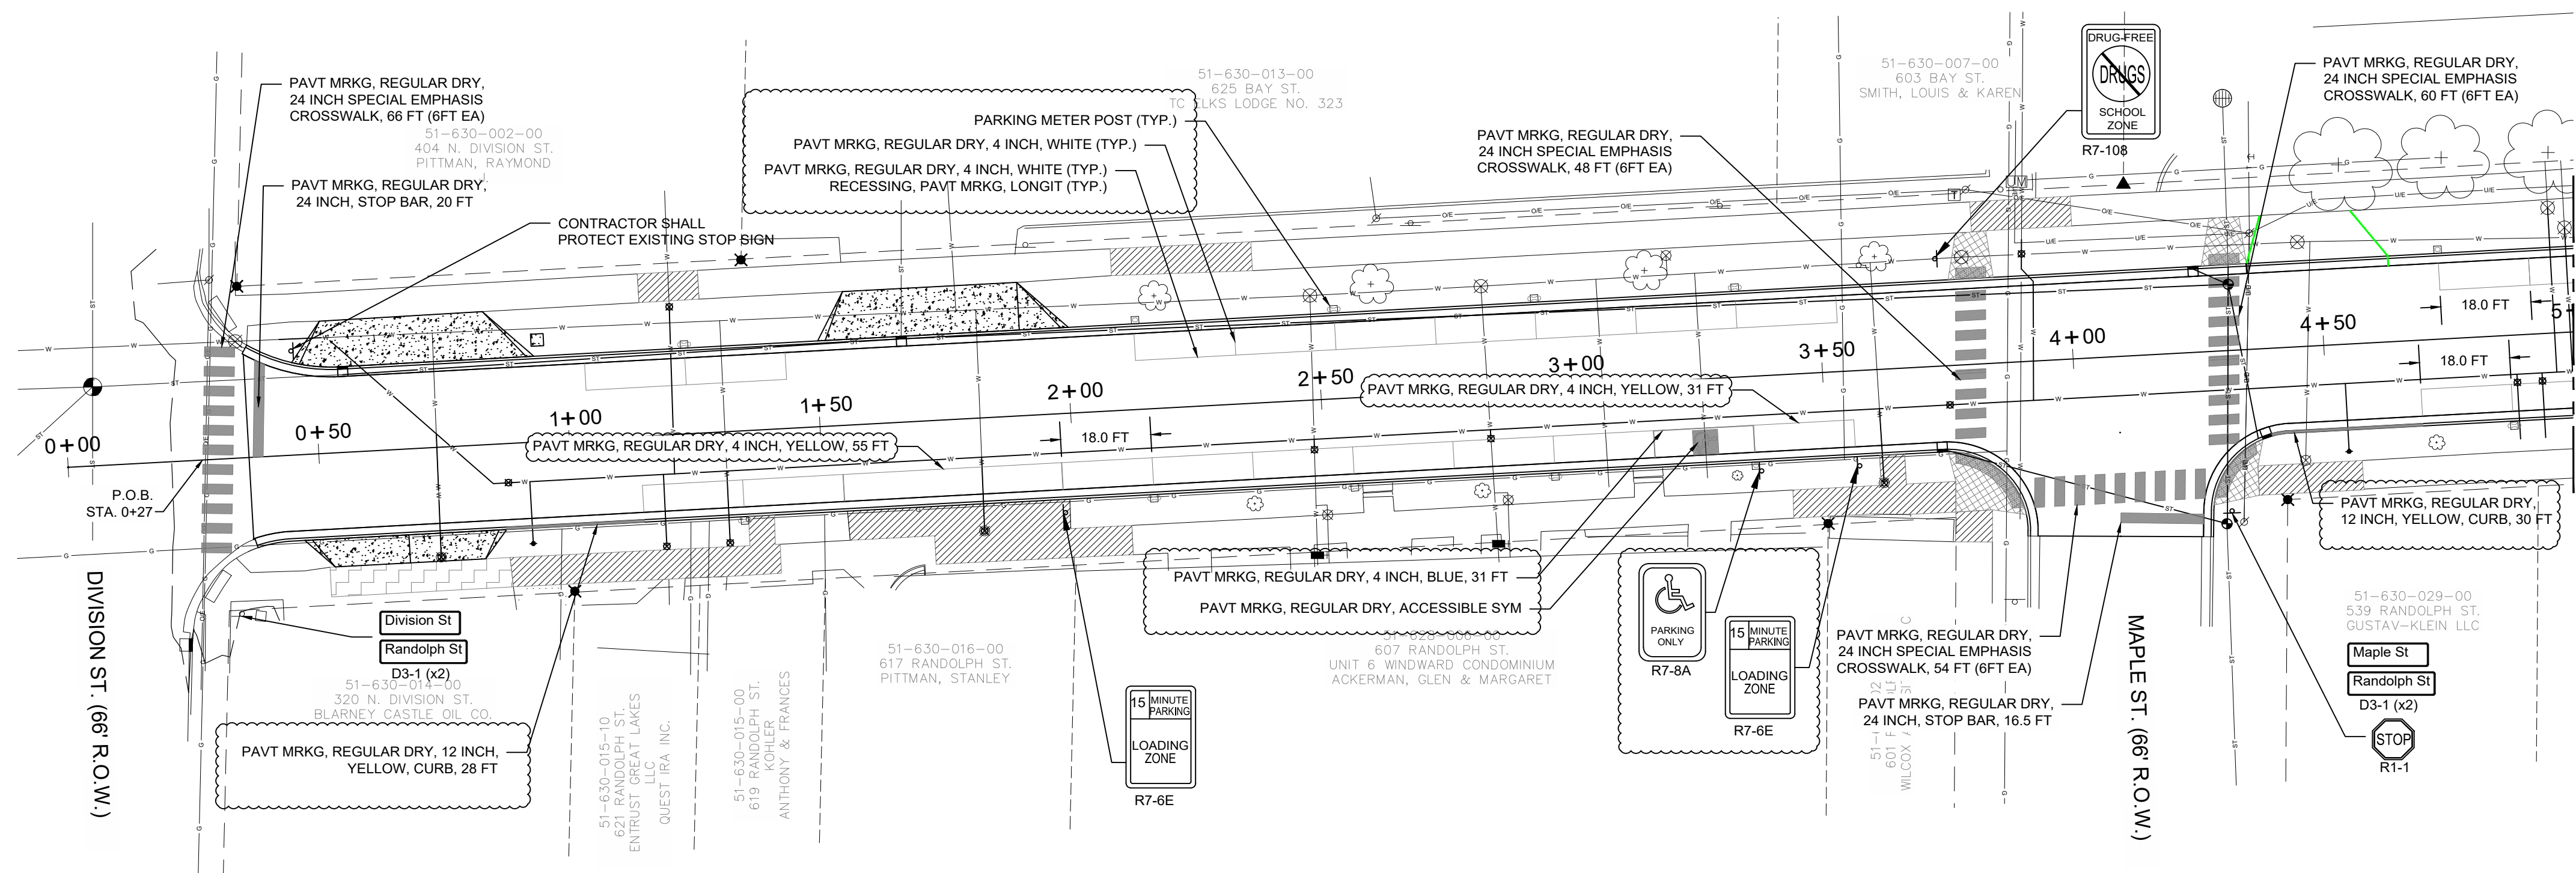 PAVT MRKG, REGULAR DRY,
24 INCH SPECIAL EMPHASIS
CROSSWALK, 66 FT (6FT EA)
51-630-002-00
404 N. DIVISION ST.
PITTMAN, RAYMOND
PAVT MRKG, REGULAR DRY,
24 INCH, STOP BAR, 20 FT
CONTRACTOR SHALL
PROTECT EXISTING STOP SIGN
51-630-013-00
625 BAY ST.
TC ELKS LODGE NO. 323
PARKING METER POST (TYP.)
PAVT MRKG, REGULAR DRY, 4 INCH, WHITE (TYP.)
PAVT MRKG, REGULAR DRY, 4 INCH, WHITE (TYP.)
RECESSING, PAVT MRKG, LONGIT (TYP.)
PAVT MRKG, REGULAR DRY,
24 INCH SPECIAL EMPHASIS
CROSSWALK, 48 FT (6FT EA)
51-630-007-00
603 BAY ST.
SMITH, LOUIS & KAREN
DRUG-FREE
DRUGS
SCHOOL
ZONE
R7-108
PAVT MRKG, REGULAR DRY,
24 INCH SPECIAL EMPHASIS
CROSSWALK, 60 FT (6FT EA)
UM
T
0+00
0+50
1+00
1+50
2+00
2+50
3+00
3+50
4+00
4+50
5+
18.0 FT
18.0 FT
18.0 FT
PAVT MRKG, REGULAR DRY, 4 INCH, YELLOW, 55 FT
PAVT MRKG, REGULAR DRY, 4 INCH, YELLOW, 31 FT
P.O.B.
STA. 0+27
DIVISION ST. (66' R.O.W.)
Division St
Randolph St
D3-1 (x2)
51-630-014-00
320 N. DIVISION ST.
BLARNEY CASTLE OIL CO.
PAVT MRKG, REGULAR DRY, 12 INCH,
YELLOW, CURB, 28 FT
51-630-015-10
621 RANDOLPH ST.
ENTRUST GREAT LAKES
LLC
QUEST IRA INC.
51-630-015-00
619 RANDOLPH ST.
KOHLER
ANTHONY & FRANCES
51-630-016-00
617 RANDOLPH ST.
PITTMAN, STANLEY
15 MINUTE
PARKING
LOADING
ZONE
R7-6E
PAVT MRKG, REGULAR DRY, 4 INCH, BLUE, 31 FT
PAVT MRKG, REGULAR DRY, ACCESSIBLE SYM
607 RANDOLPH ST.
UNIT 6 WINDWARD CONDOMINIUM
ACKERMAN, GLEN & MARGARET
PARKING
ONLY
R7-8A
15 MINUTE
PARKING
LOADING
ZONE
R7-6E
PAVT MRKG, REGULAR DRY,
24 INCH SPECIAL EMPHASIS
CROSSWALK, 54 FT (6FT EA)
PAVT MRKG, REGULAR DRY,
24 INCH, STOP BAR, 16.5 FT
WILCOX
MAPLE ST. (66' R.O.W.)
PAVT MRKG, REGULAR DRY,
12 INCH, YELLOW, CURB, 30 FT
51-630-029-00
539 RANDOLPH ST.
GUSTAV-KLEIN LLC
Maple St
Randolph St
D3-1 (x2)
STOP
R1-1